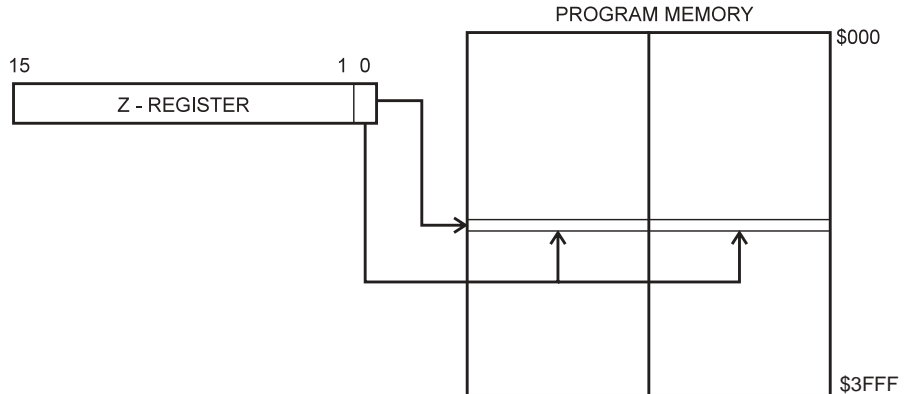 PROGRAM MEMORY
$000
15 1 0
Z - REGISTER
$3FFF